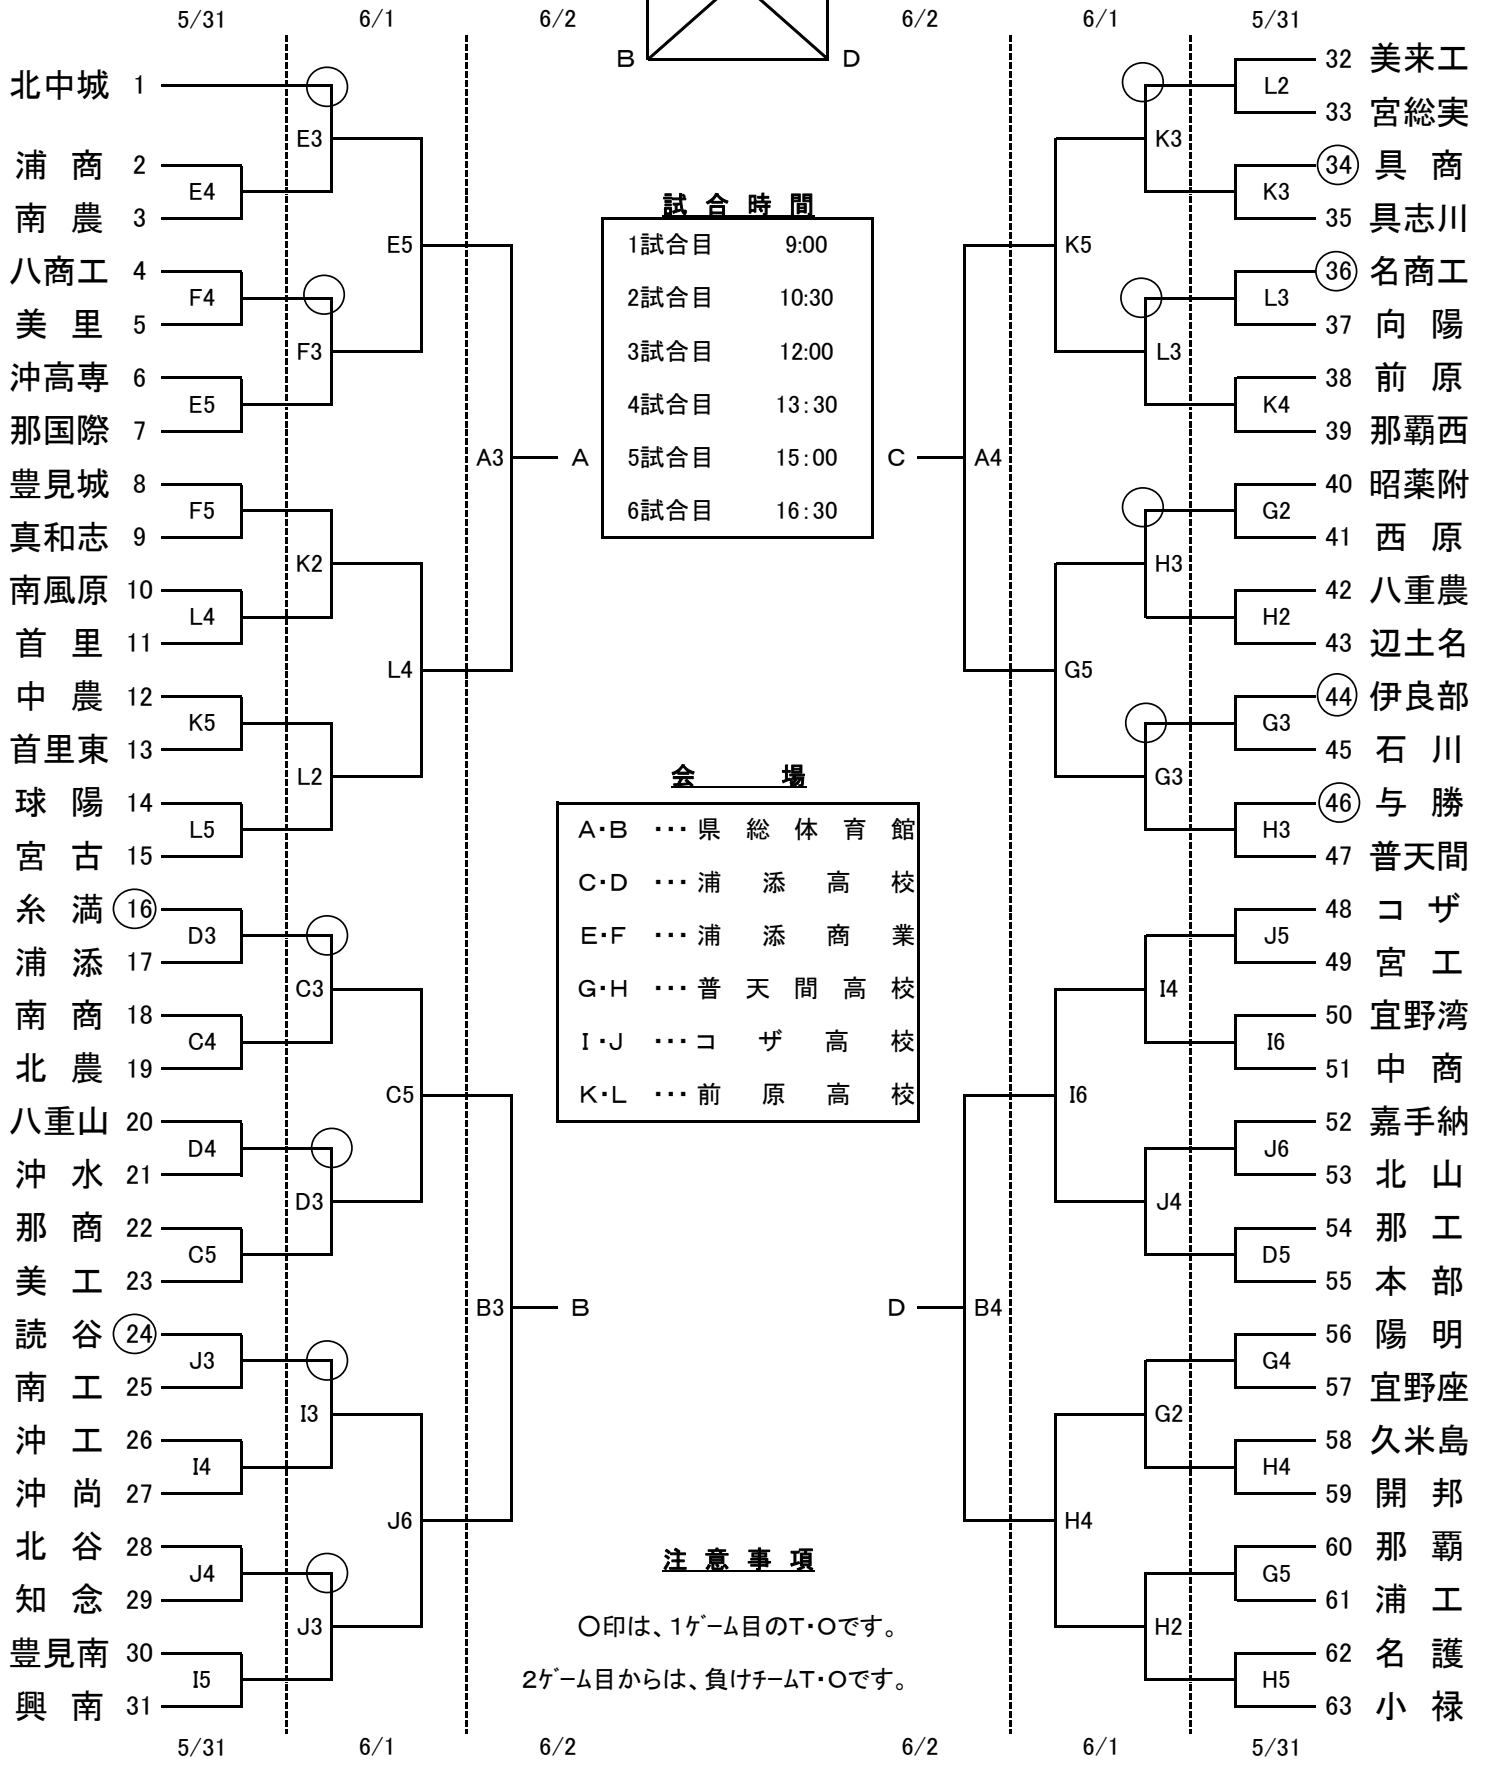 5/31 6/1 6/2 6/2 6/1 5/31
B D
北中城 1
E3
浦 商 2
E4
南 農 3
E5
八商工 4
F4
美 里 5
F3
沖高専 6
E5
那国際 7
A3 A
豊見城 8
F5
真和志 9
K2
南風原 10
L4
首 里 11
L4
中 農 12
K5
首里東 13
L2
球 陽 14
L5
宮 古 15
糸 満 16
D3
浦 添 17
C3
南 商 18
C4
北 農 19
C5
八重山 20
D4
沖 水 21
D3
那 商 22
C5
美 工 23
B3 B
読 谷 24
J3
南 工 25
I3
沖 工 26
I4
沖 尚 27
J6
北 谷 28
J4
知 念 29
J3
豊見南 30
I5
興 南 31
試 合 時 間
1試合目 9:00
2試合目 10:30
3試合目 12:00
4試合目 13:30
5試合目 15:00
6試合目 16:30
会 場
A・B ・・・ 県 総 体 育 館
C・D ・・・ 浦 添 高 校
E・F ・・・ 浦 添 商 業
G・H ・・・ 普 天 間 高 校
I・J ・・・ コ ザ 高 校
K・L ・・・ 前 原 高 校
注 意 事 項
〇印は、1ゲーム目のT・Oです。
2ゲーム目からは、負けチームT・Oです。
32 美来工
L2
33 宮総実
K3
34 具 商
K3
35 具志川
K5
36 名商工
L3
37 向 陽
L3
38 前 原
K4
39 那覇西
C A4
40 昭薬附
G2
41 西 原
H3
42 八重農
H2
43 辺土名
G5
44 伊良部
G3
45 石 川
G3
46 与 勝
H3
47 普天間
48 コ ザ
J5
49 宮 工
I4
50 宜野湾
I6
51 中 商
I6
52 嘉手納
J6
53 北 山
J4
54 那 工
D5
55 本 部
D B4
56 陽 明
G4
57 宜野座
G2
58 久米島
H4
59 開 邦
H4
60 那 覇
G5
61 浦 工
H2
62 名 護
H5
63 小 禄
5/31 6/1 6/2 6/2 6/1 5/31